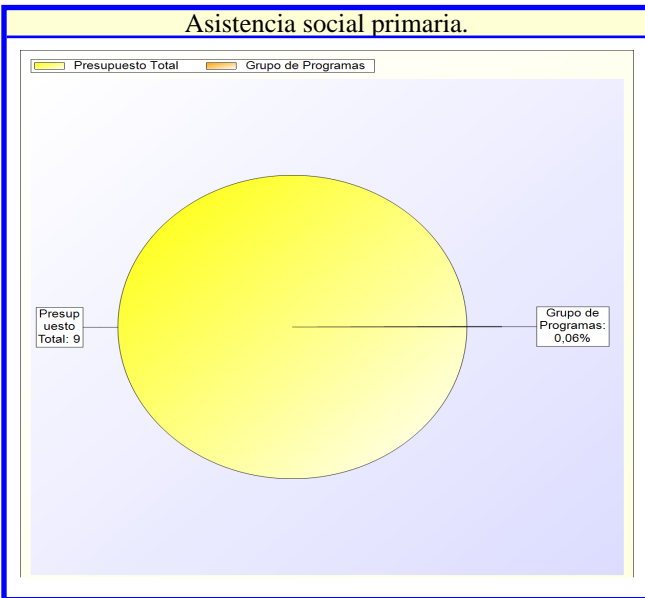 Asistencia social primaria.
Presupuesto Total Grupo de Programas
Presup
uesto
Total: 9
Grupo de
Programas:
0,06%